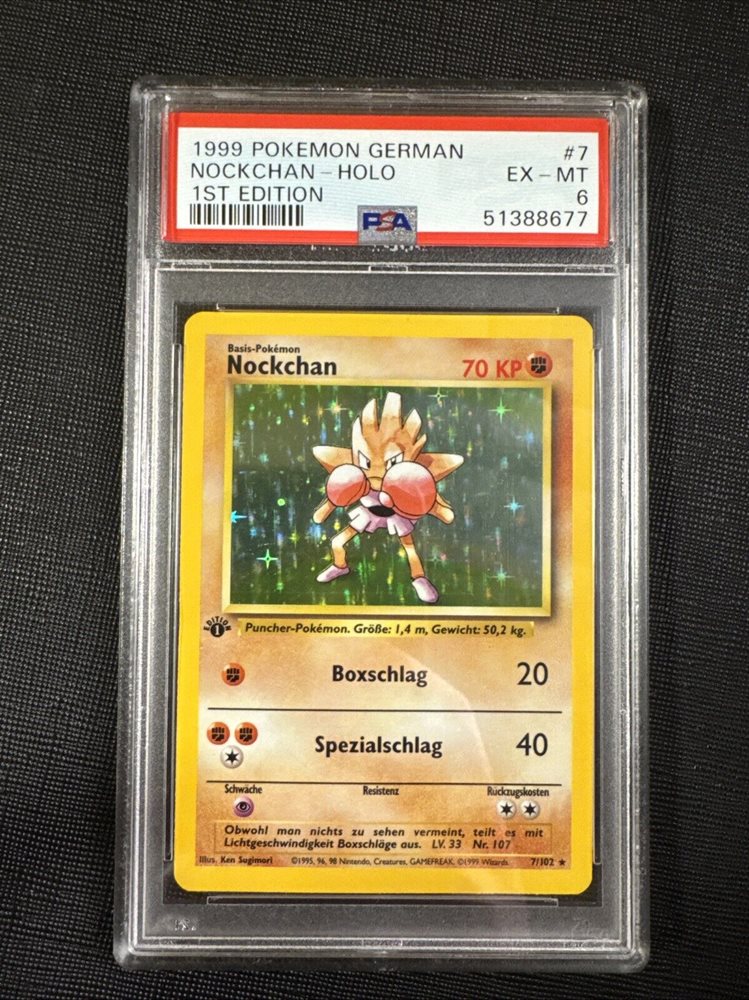 1999 POKEMON GERMAN #7
NOCKCHAN - HOLO EX - MT
1ST EDITION 6
PSA 51388677
Basis-Pokémon
Nockchan 70 KP
EDITION 1
Puncher-Pokémon. Größe: 1,4 m, Gewicht: 50,2 kg.
Boxschlag 20
Spezialschlag 40
Schwäche Resistenz Rückzugskosten
Obwohl man nichts zu sehen vermeint, teilt es mit
Lichtgeschwindigkeit Boxschläge aus. LV. 33 Nr. 107
Illus. Ken Sugimori ©1995, 96, 98 Nintendo, Creatures, GAMEFREAK. ©1999 Wizards. 7/102 ★